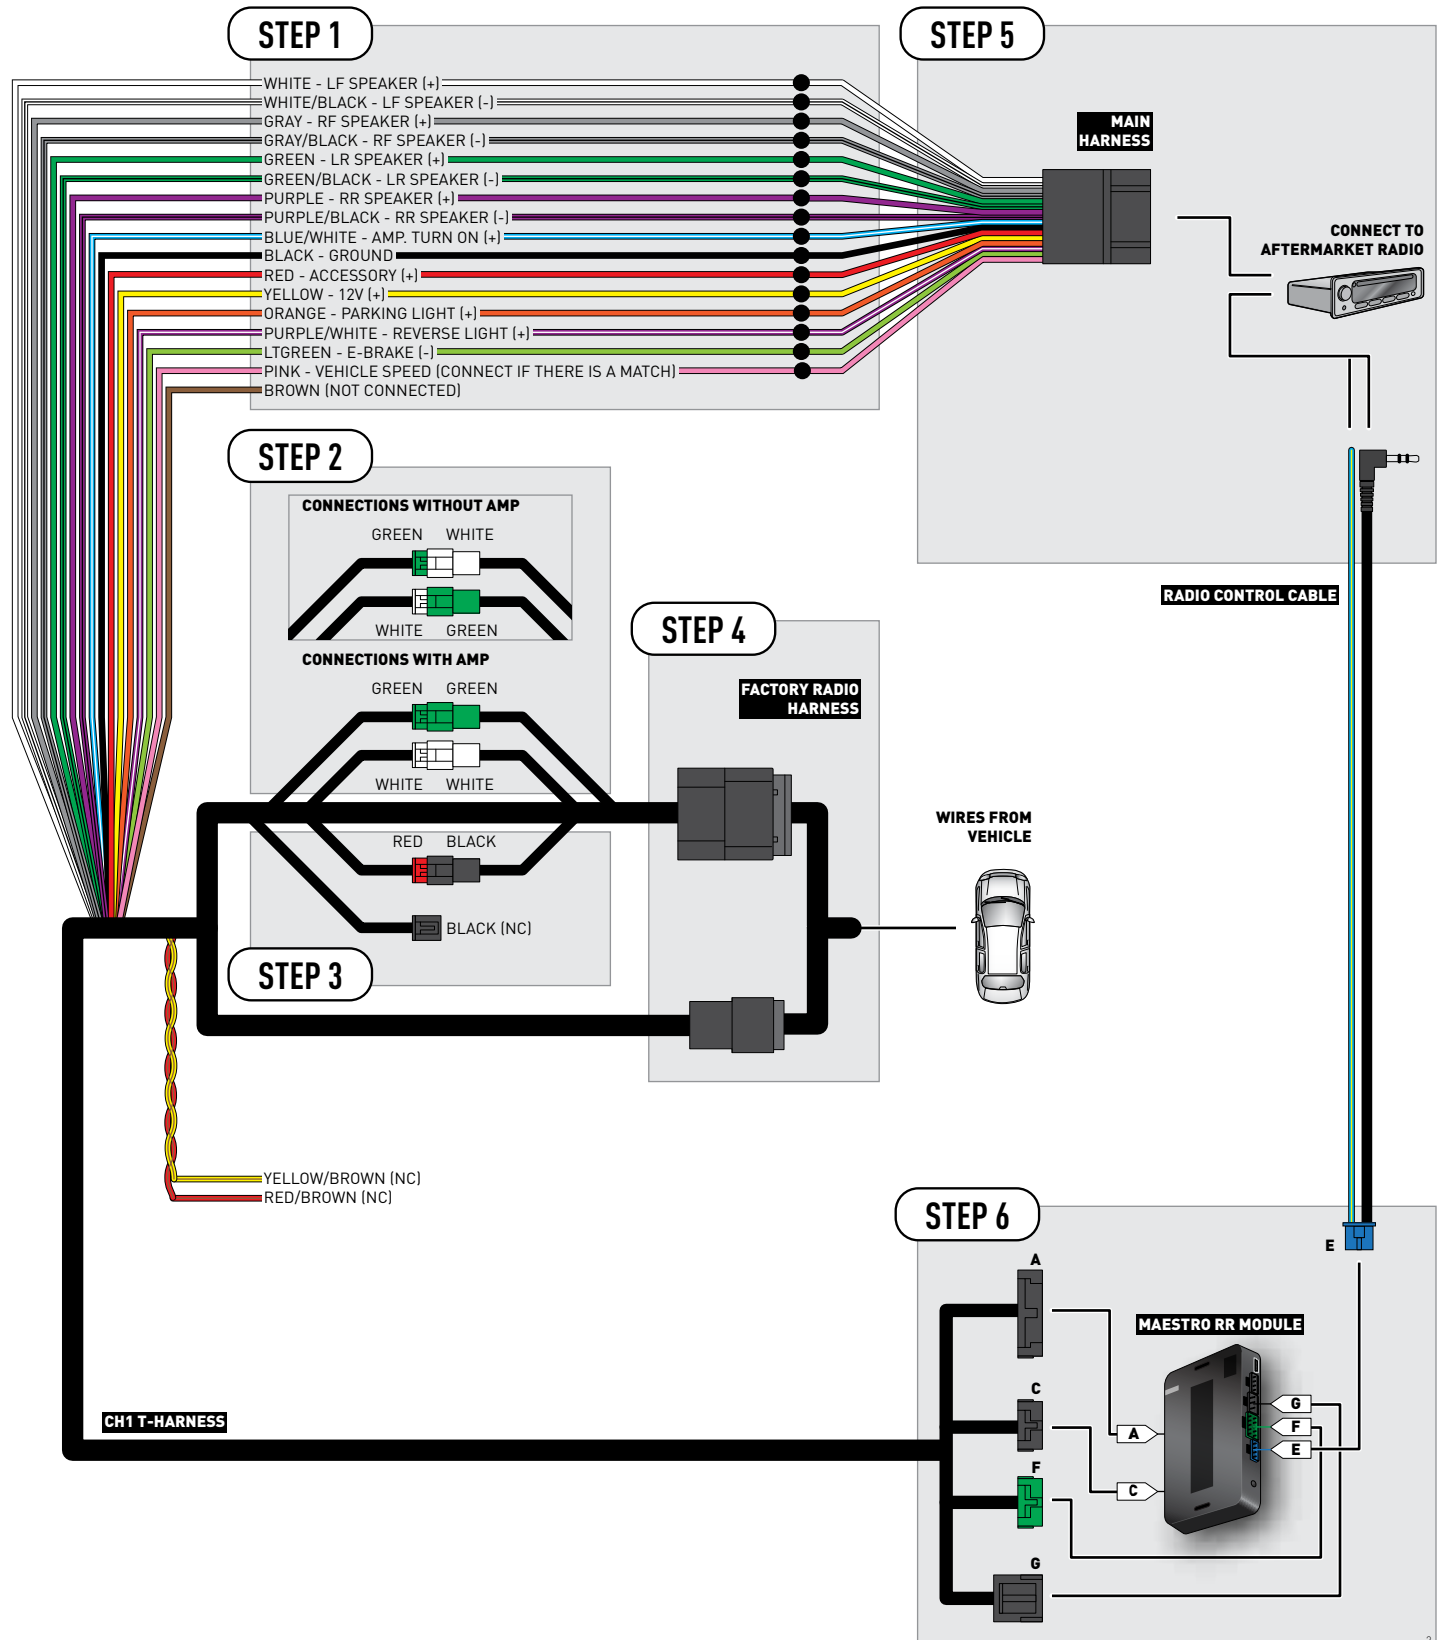 STEP 1
WHITE - LF SPEAKER (+)
WHITE/BLACK - LF SPEAKER (-)
GRAY - RF SPEAKER (+)
GRAY/BLACK - RF SPEAKER (-)
GREEN - LR SPEAKER (+)
GREEN/BLACK - LR SPEAKER (-)
PURPLE - RR SPEAKER (+)
PURPLE/BLACK - RR SPEAKER (-)
BLUE/WHITE - AMP. TURN ON (+)
BLACK - GROUND
RED - ACCESSORY (+)
YELLOW - 12V (+)
ORANGE - PARKING LIGHT (+)
PURPLE/WHITE - REVERSE LIGHT (+)
LTGREEN - E-BRAKE (-)
PINK - VEHICLE SPEED (CONNECT IF THERE IS A MATCH)
BROWN (NOT CONNECTED)
STEP 5
MAIN
HARNESS
CONNECT TO
AFTERMARKET RADIO
STEP 2
CONNECTIONS WITHOUT AMP
GREEN WHITE
WHITE GREEN
CONNECTIONS WITH AMP
GREEN GREEN
WHITE WHITE
RED BLACK
BLACK (NC)
STEP 3
STEP 4
FACTORY RADIO
HARNESS
WIRES FROM
VEHICLE
RADIO CONTROL CABLE
YELLOW/BROWN (NC)
RED/BROWN (NC)
CH1 T-HARNESS
STEP 6
E
A
C
F
G
MAESTRO RR MODULE
A
C
G
F
E